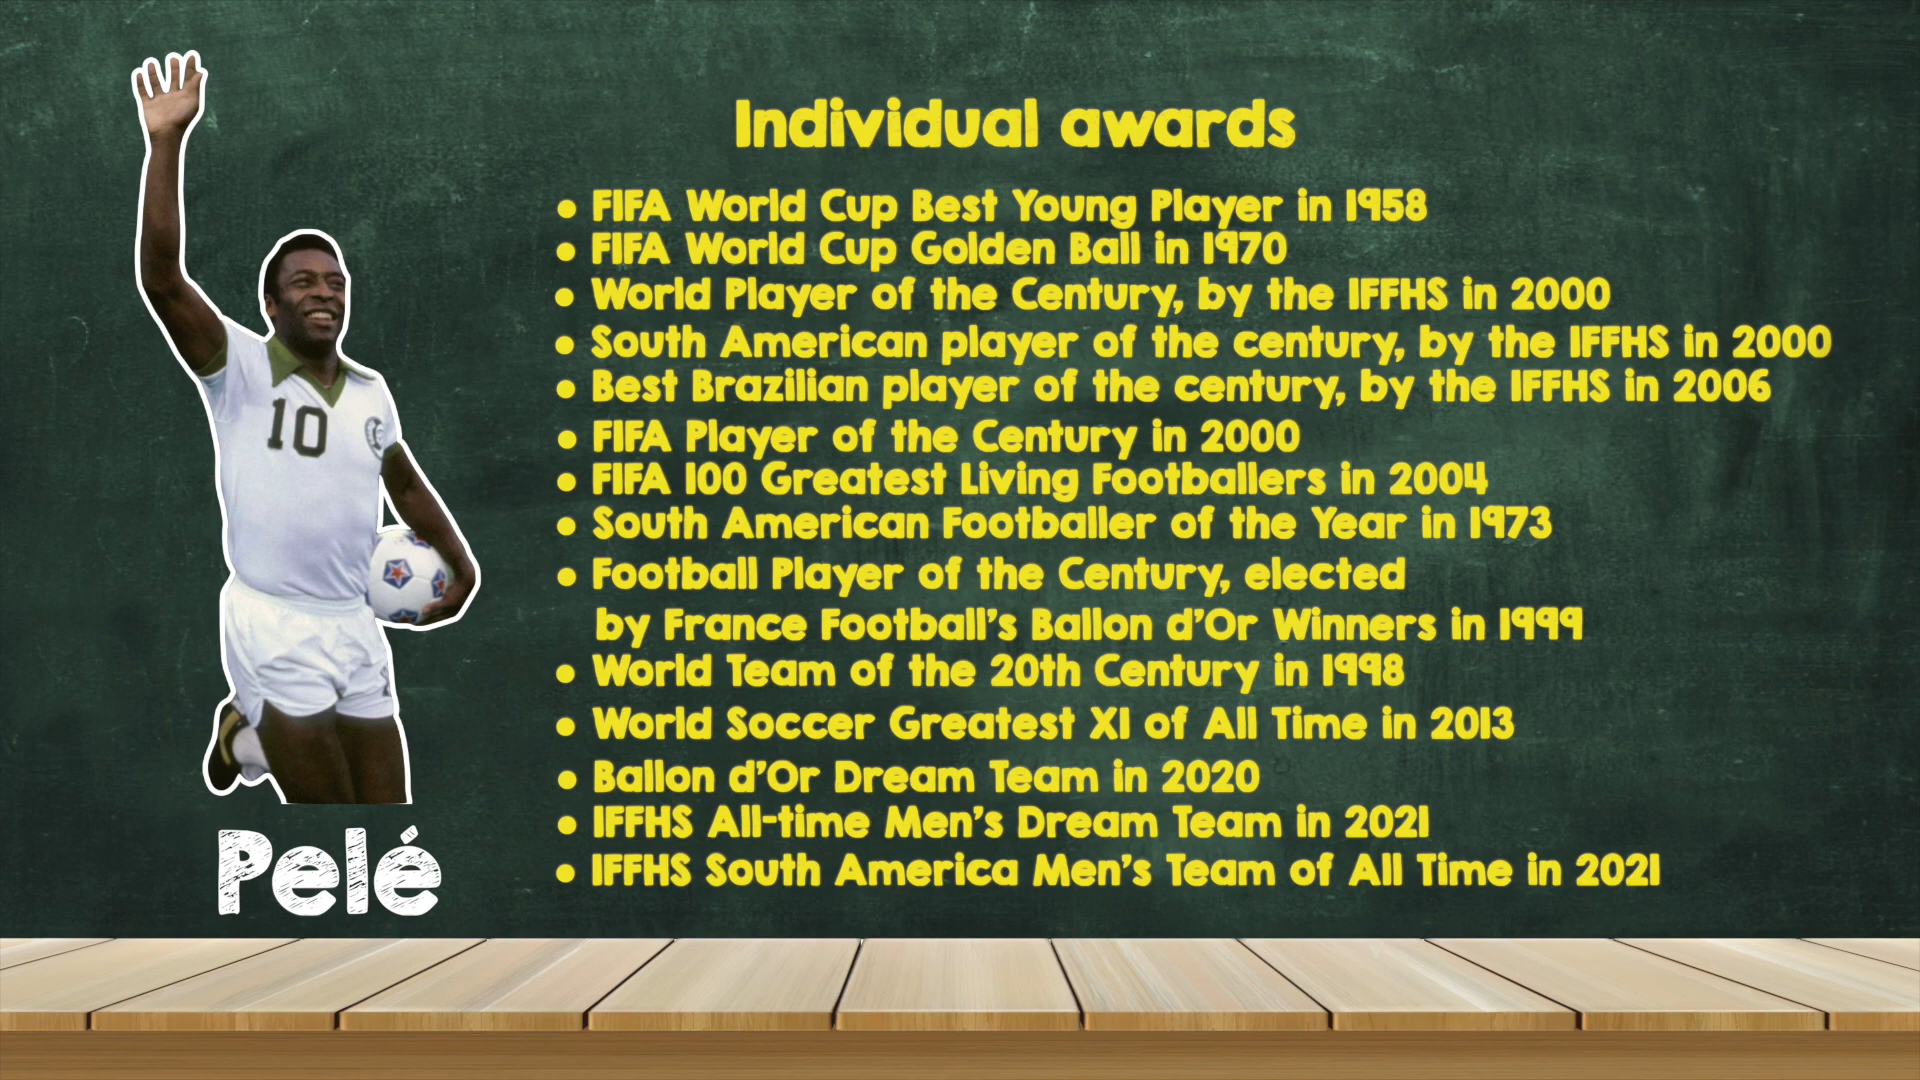 Individual awards
• FIFA World Cup Best Young Player in 1958
• FIFA World Cup Golden Ball in 1970
• World Player of the Century, by the IFFHS in 2000
• South American player of the century, by the IFFHS in 2000
• Best Brazilian player of the century, by the IFFHS in 2006
• FIFA Player of the Century in 2000
• FIFA 100 Greatest Living Footballers in 2004
• South American Footballer of the Year in 1973
• Football Player of the Century, elected
by France Football's Ballon d'Or Winners in 1999
• World Team of the 20th Century in 1998
• World Soccer Greatest XI of All Time in 2013
• Ballon d'Or Dream Team in 2020
• IFFHS All-time Men's Dream Team in 2021
• IFFHS South America Men's Team of All Time in 2021
10
Pelé